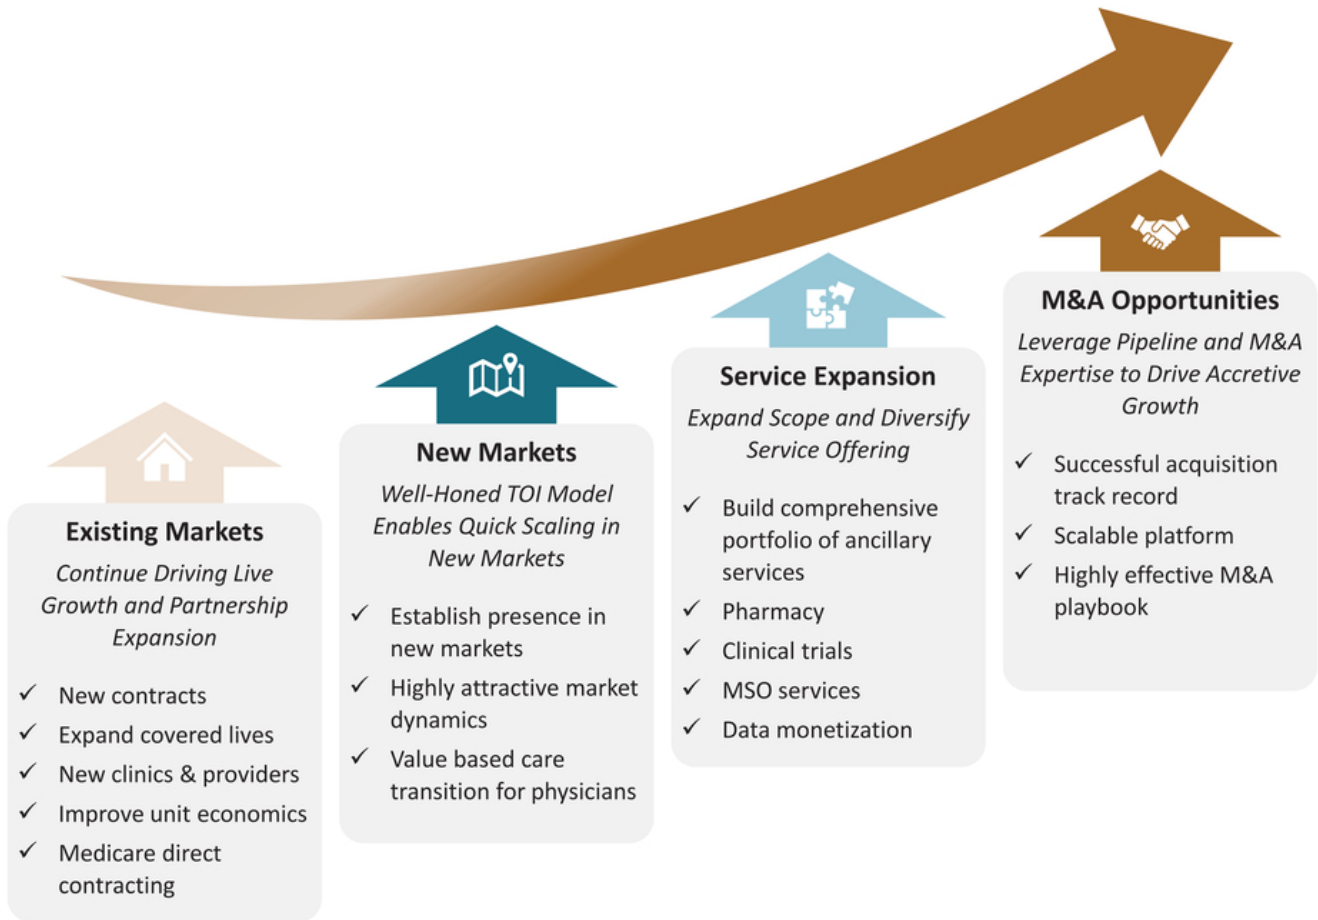 Existing Markets
Continue Driving Live
Growth and Partnership
Expansion
✓ New contracts
✓ Expand covered lives
✓ New clinics & providers
✓ Improve unit economics
✓ Medicare direct
contracting
New Markets
Well-Honed TOI Model
Enables Quick Scaling in
New Markets
✓ Establish presence in
new markets
✓ Highly attractive market
dynamics
✓ Value based care
transition for physicians
Service Expansion
Expand Scope and Diversify
Service Offering
✓ Build comprehensive
portfolio of ancillary
services
✓ Pharmacy
✓ Clinical trials
✓ MSO services
✓ Data monetization
M&A Opportunities
Leverage Pipeline and M&A
Expertise to Drive Accretive
Growth
✓ Successful acquisition
track record
✓ Scalable platform
✓ Highly effective M&A
playbook